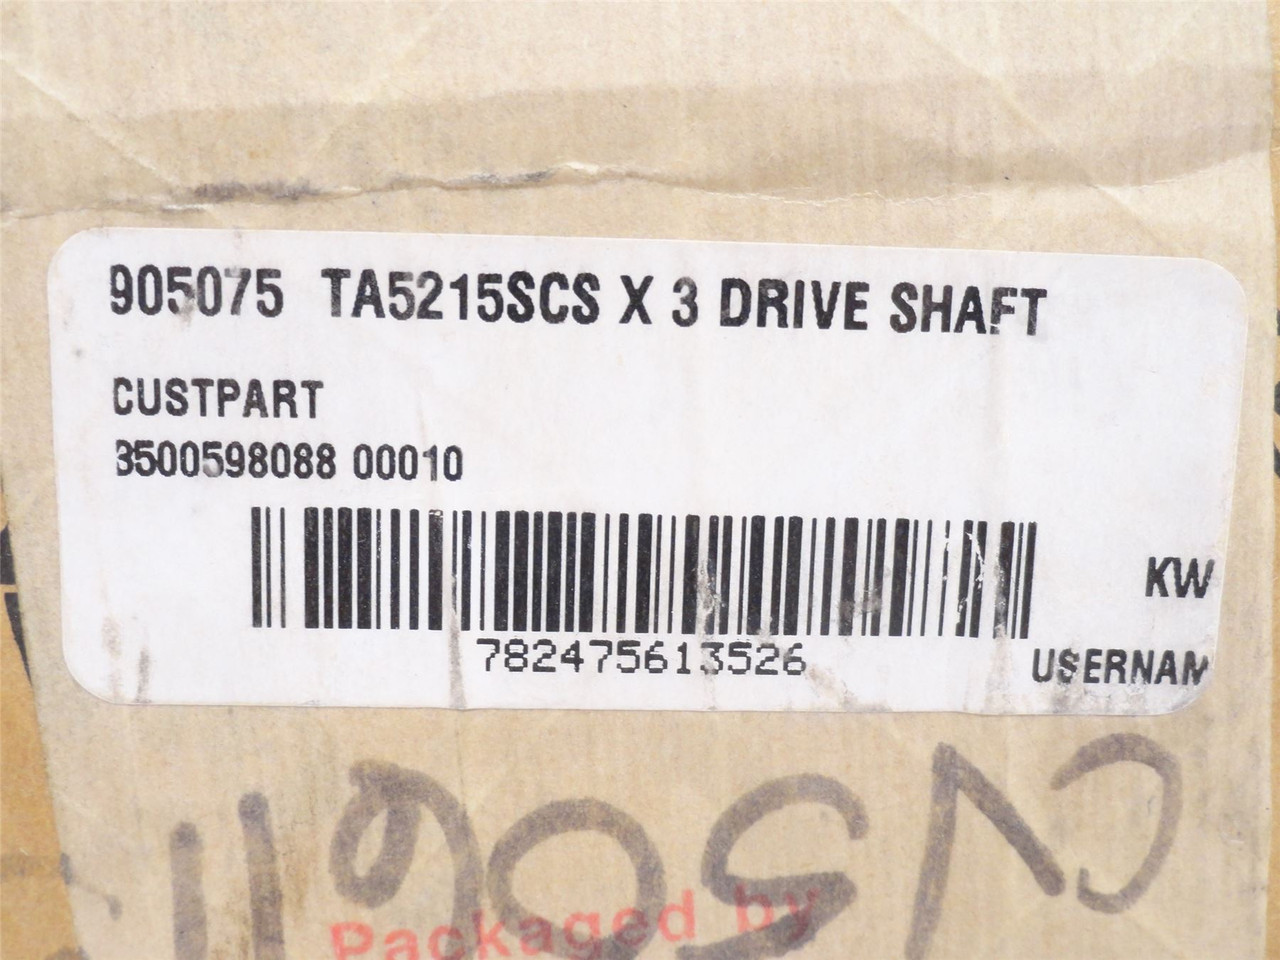 905075 TA5215SCS X 3 DRIVE SHAFT
CUSTPART
3500598088 00010
KW
782475613526
USERNAM
Packaged by